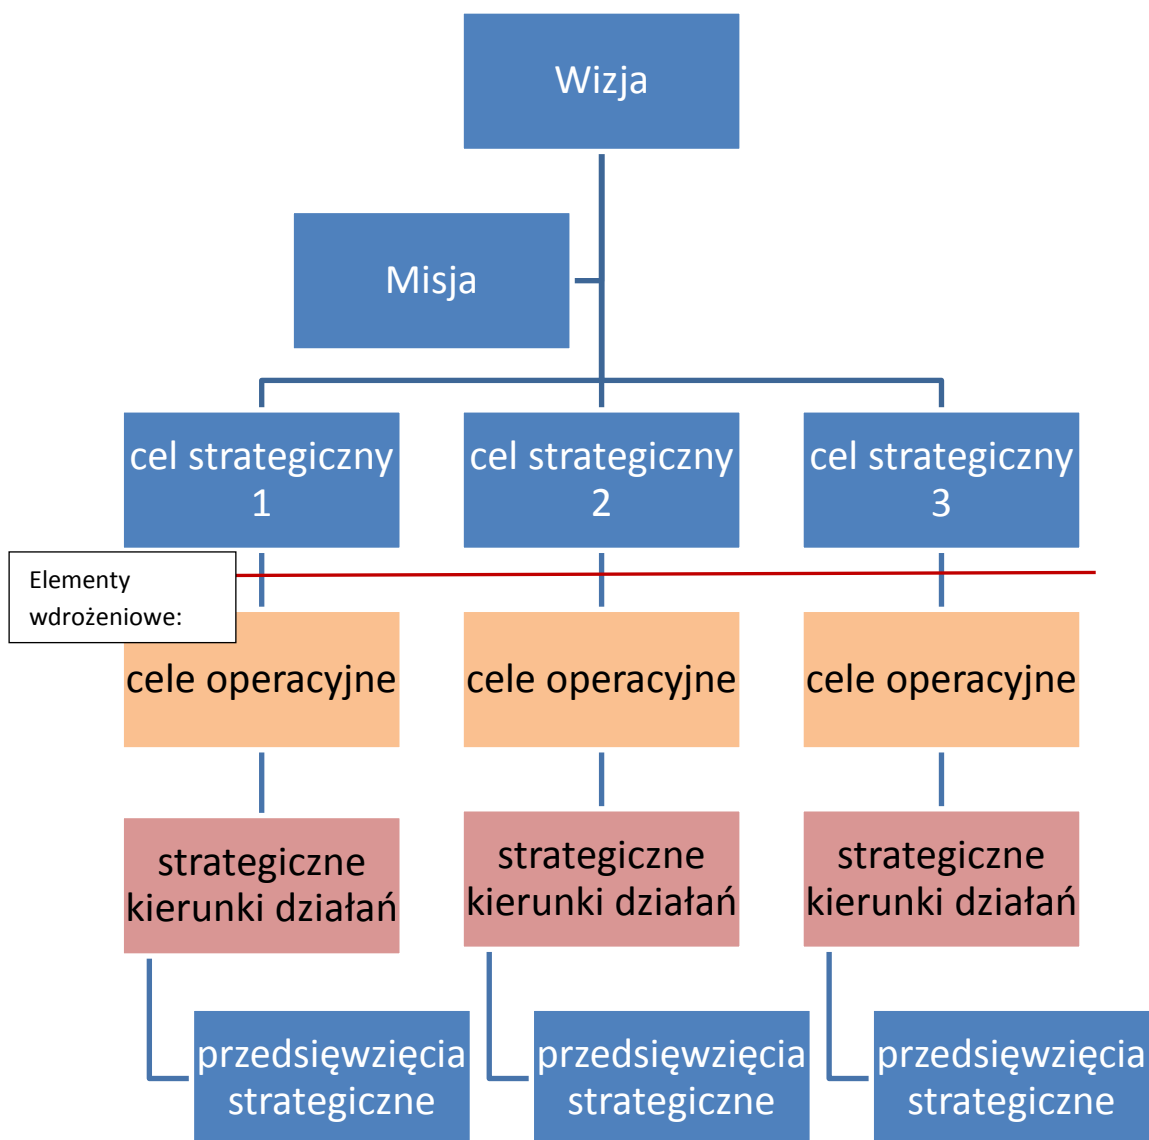 Wizja
Misja
cel strategiczny
1
cel strategiczny
2
cel strategiczny
3
Elementy
wdrożeniowe:
cele operacyjne
cele operacyjne
cele operacyjne
strategiczne
kierunki działań
strategiczne
kierunki działań
strategiczne
kierunki działań
przedsięwzięcia
strategiczne
przedsięwzięcia
strategiczne
przedsięwzięcia
strategiczne